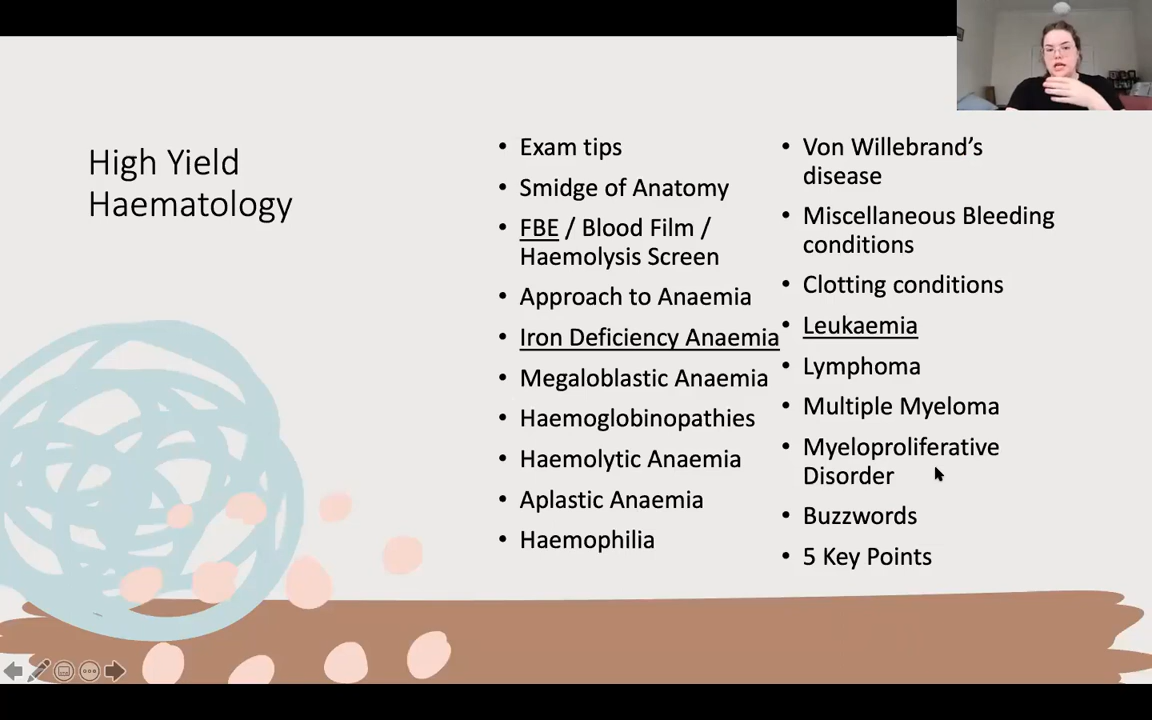 High Yield
Haematology
• Exam tips
• Smidge of Anatomy
• FBE / Blood Film /
Haemolysis Screen
• Approach to Anaemia
• Iron Deficiency Anaemia
• Megaloblastic Anaemia
• Haemoglobinopathies
• Haemolytic Anaemia
• Aplastic Anaemia
• Haemophilia
• Von Willebrand’s
disease
• Miscellaneous Bleeding
conditions
• Clotting conditions
• Leukaemia
• Lymphoma
• Multiple Myeloma
• Myeloproliferative
Disorder
• Buzzwords
• 5 Key Points